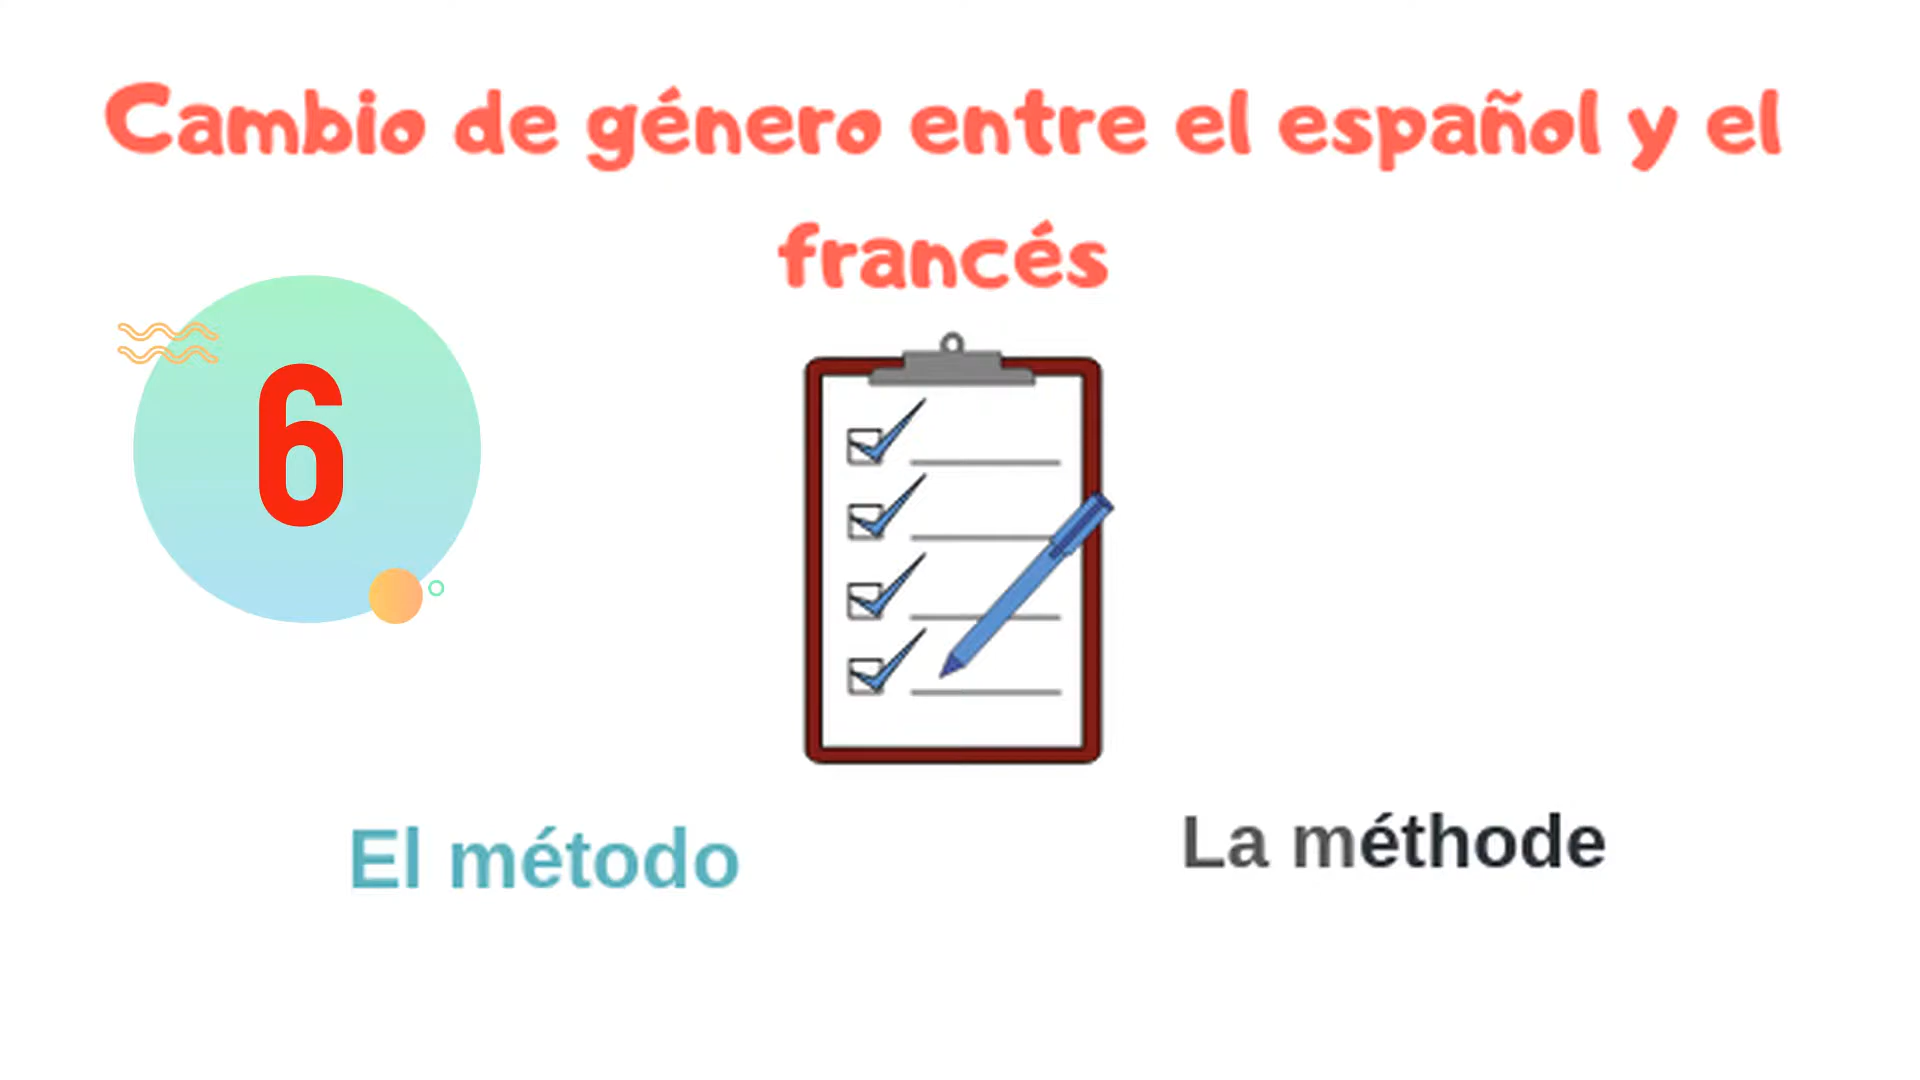 Cambio de género entre el español y el
francés
6
El método
La méthode